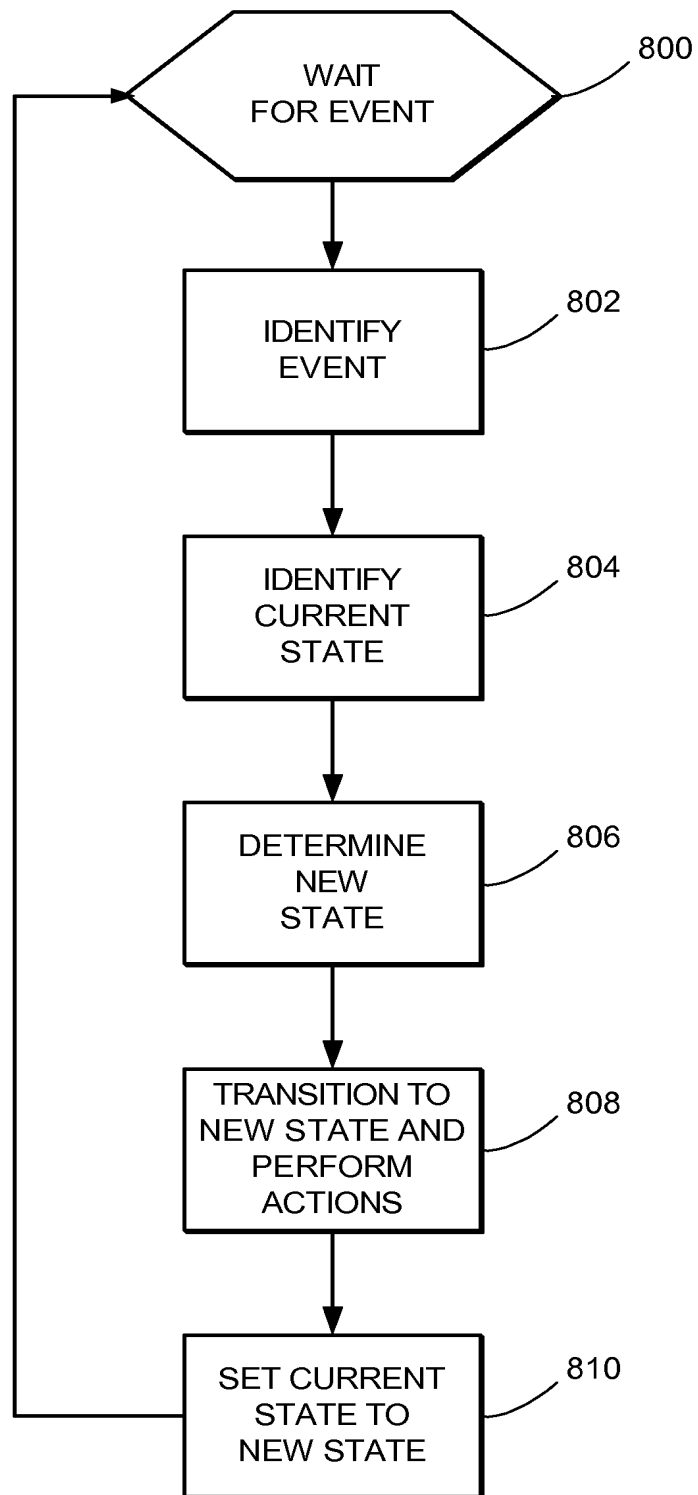 WAIT
FOR EVENT
800
IDENTIFY
EVENT
802
IDENTIFY
CURRENT
STATE
804
DETERMINE
NEW
STATE
806
TRANSITION TO
NEW STATE AND
PERFORM
ACTIONS
808
SET CURRENT
STATE TO
NEW STATE
810